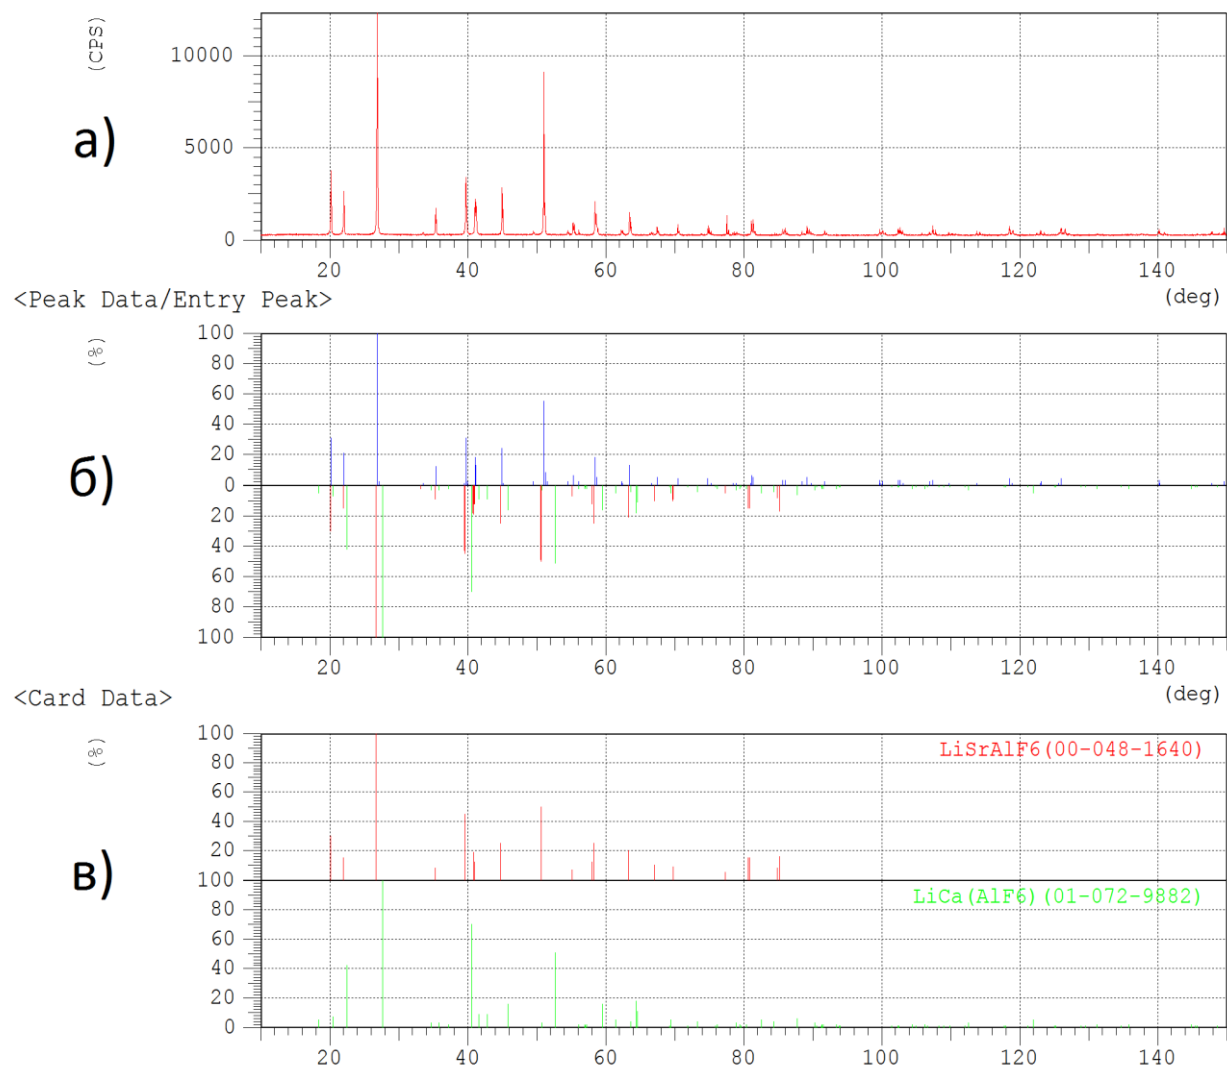 (CPS)
10000
5000
0
а)
20 40 60 80 100 120 140
<Peak Data/Entry Peak> (deg)
(%)
100
80
60
40
20
0
20
40
60
80
100
б)
20 40 60 80 100 120 140
<Card Data> (deg)
(%)
100
80
60
40
20
100
80
60
40
20
0
LiSrAlF6(00-048-1640)
в)
LiCa(AlF6)(01-072-9882)
20 40 60 80 100 120 140